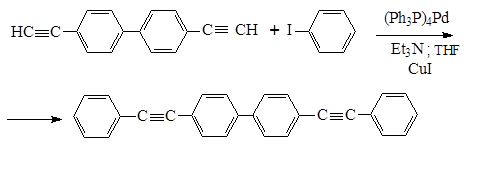 HC≡C C≡ CH + I (Ph3P)4Pd
Et3N ; THF
CuI
C≡C C≡C